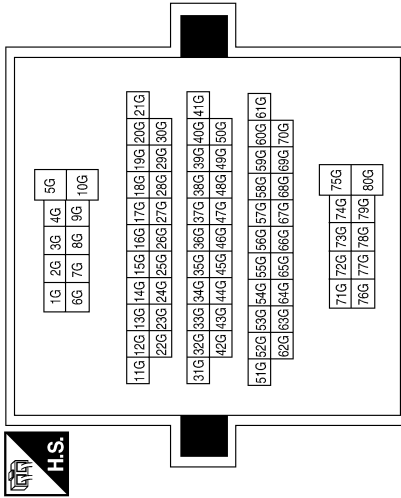 H.S.
1G 2G 3G 4G 5G
6G 7G 8G 9G 10G
11G 12G 13G 14G 15G 16G 17G 18G 19G 20G 21G
22G 23G 24G 25G 26G 27G 28G 29G 30G
31G 32G 33G 34G 35G 36G 37G 38G 39G 40G 41G
42G 43G 44G 45G 46G 47G 48G 49G 50G
51G 52G 53G 54G 55G 56G 57G 58G 59G 60G 61G
62G 63G 64G 65G 66G 67G 68G 69G 70G
71G 72G 73G 74G 75G
76G 77G 78G 79G 80G